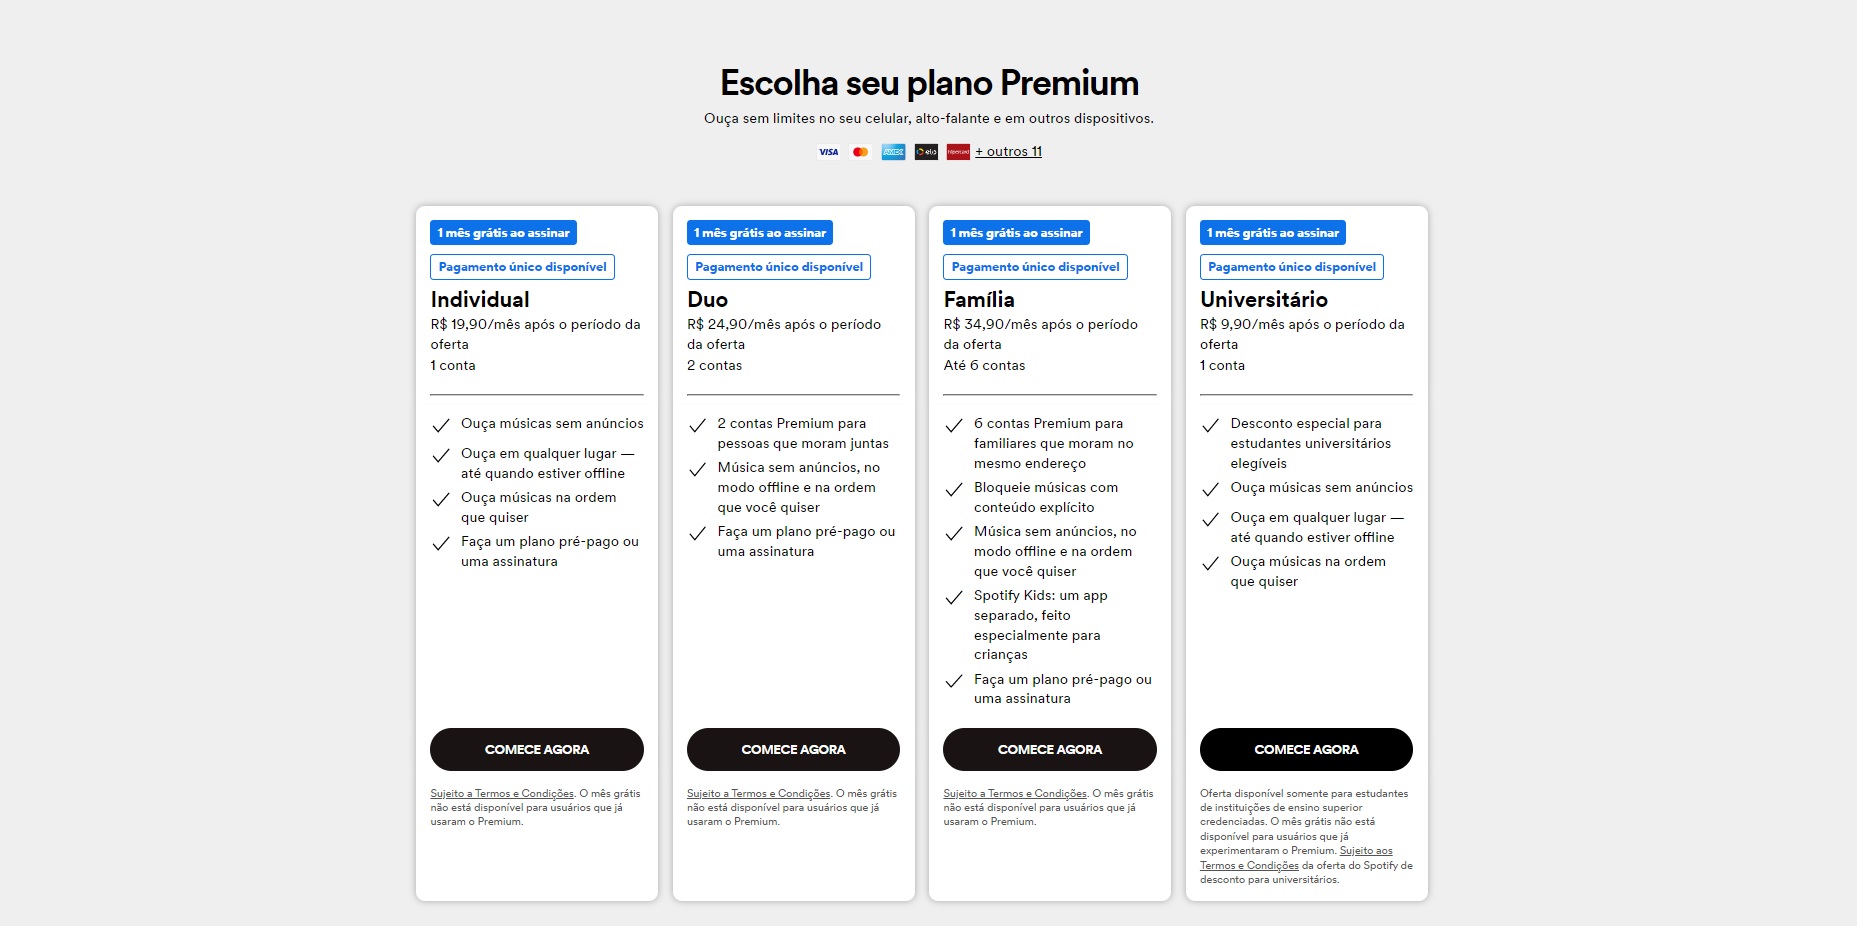 Escolha seu plano Premium
Ouça sem limites no seu celular, alto-falante e em outros dispositivos.
VISA AMEX elo Hipercard + outros 11
1 mês grátis ao assinar
Pagamento único disponível
Individual
R$ 19,90/mês após o período da
oferta
1 conta
Ouça músicas sem anúncios
Ouça em qualquer lugar —
até quando estiver offline
Ouça músicas na ordem
que quiser
Faça um plano pré-pago ou
uma assinatura
COMECE AGORA
Sujeito a Termos e Condições. O mês grátis
não está disponível para usuários que já
usaram o Premium.
1 mês grátis ao assinar
Pagamento único disponível
Duo
R$ 24,90/mês após o período
da oferta
2 contas
2 contas Premium para
pessoas que moram juntas
Música sem anúncios, no
modo offline e na ordem
que você quiser
Faça um plano pré-pago ou
uma assinatura
COMECE AGORA
Sujeito a Termos e Condições. O mês grátis
não está disponível para usuários que já
usaram o Premium.
1 mês grátis ao assinar
Pagamento único disponível
Família
R$ 34,90/mês após o período
da oferta
Até 6 contas
6 contas Premium para
familiares que moram no
mesmo endereço
Bloqueie músicas com
conteúdo explícito
Música sem anúncios, no
modo offline e na ordem
que você quiser
Spotify Kids: um app
separado, feito
especialmente para
crianças
Faça um plano pré-pago ou
uma assinatura
COMECE AGORA
Sujeito a Termos e Condições. O mês grátis
não está disponível para usuários que já
usaram o Premium.
1 mês grátis ao assinar
Pagamento único disponível
Universitário
R$ 9,90/mês após o período da
oferta
1 conta
Desconto especial para
estudantes universitários
elegíveis
Ouça músicas sem anúncios
Ouça em qualquer lugar —
até quando estiver offline
Ouça músicas na ordem
que quiser
COMECE AGORA
Oferta disponível somente para estudantes
de instituições de ensino superior
credenciadas. O mês grátis não está
disponível para usuários que já
experimentaram o Premium. Sujeito aos
Termos e Condições da oferta do Spotify de
desconto para universitários.